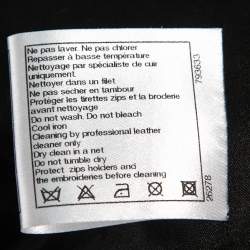 Ne pas laver. Ne pas chlorer
Repasser à basse température
Nettoyage par spécialiste de cuir
uniquement.
Nettoyer dans un filet
Ne pas secher en tambour
Protéger les tirettes zips et la broderie
avant nettoyage
Do not wash. Do not bleach
Cool iron
Cleaning by professional leather
cleaner only
Dry clean in a net
Do not tumble dry
Protect zips holders and
the embroideries before cleaning
793633
26278